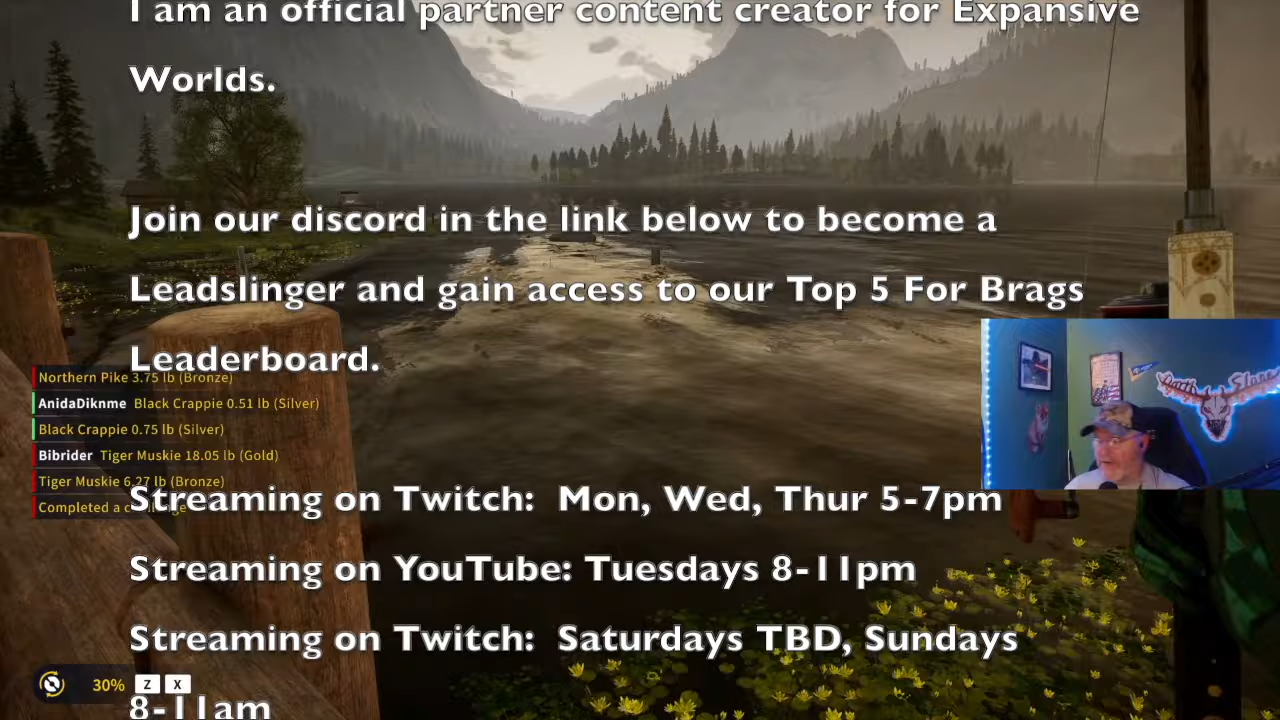 I am an official partner content creator for Expansive
Worlds.
Join our discord in the link below to become a
Leadslinger and gain access to our Top 5 For Brags
Leaderboard.
Northern Pike 3.75 lb (Bronze)
AnidaDiknme Black Crappie 0.51 lb (Silver)
Black Crappie 0.75 lb (Silver)
Bibrider Tiger Muskie 18.05 lb (Gold)
Tiger Muskie 6.27 lb (Bronze)
Completed a
Streaming on Twitch: Mon, Wed, Thur 5-7pm
Streaming on YouTube: Tuesdays 8-11pm
Streaming on Twitch: Saturdays TBD, Sundays
8-11am
30% Z X